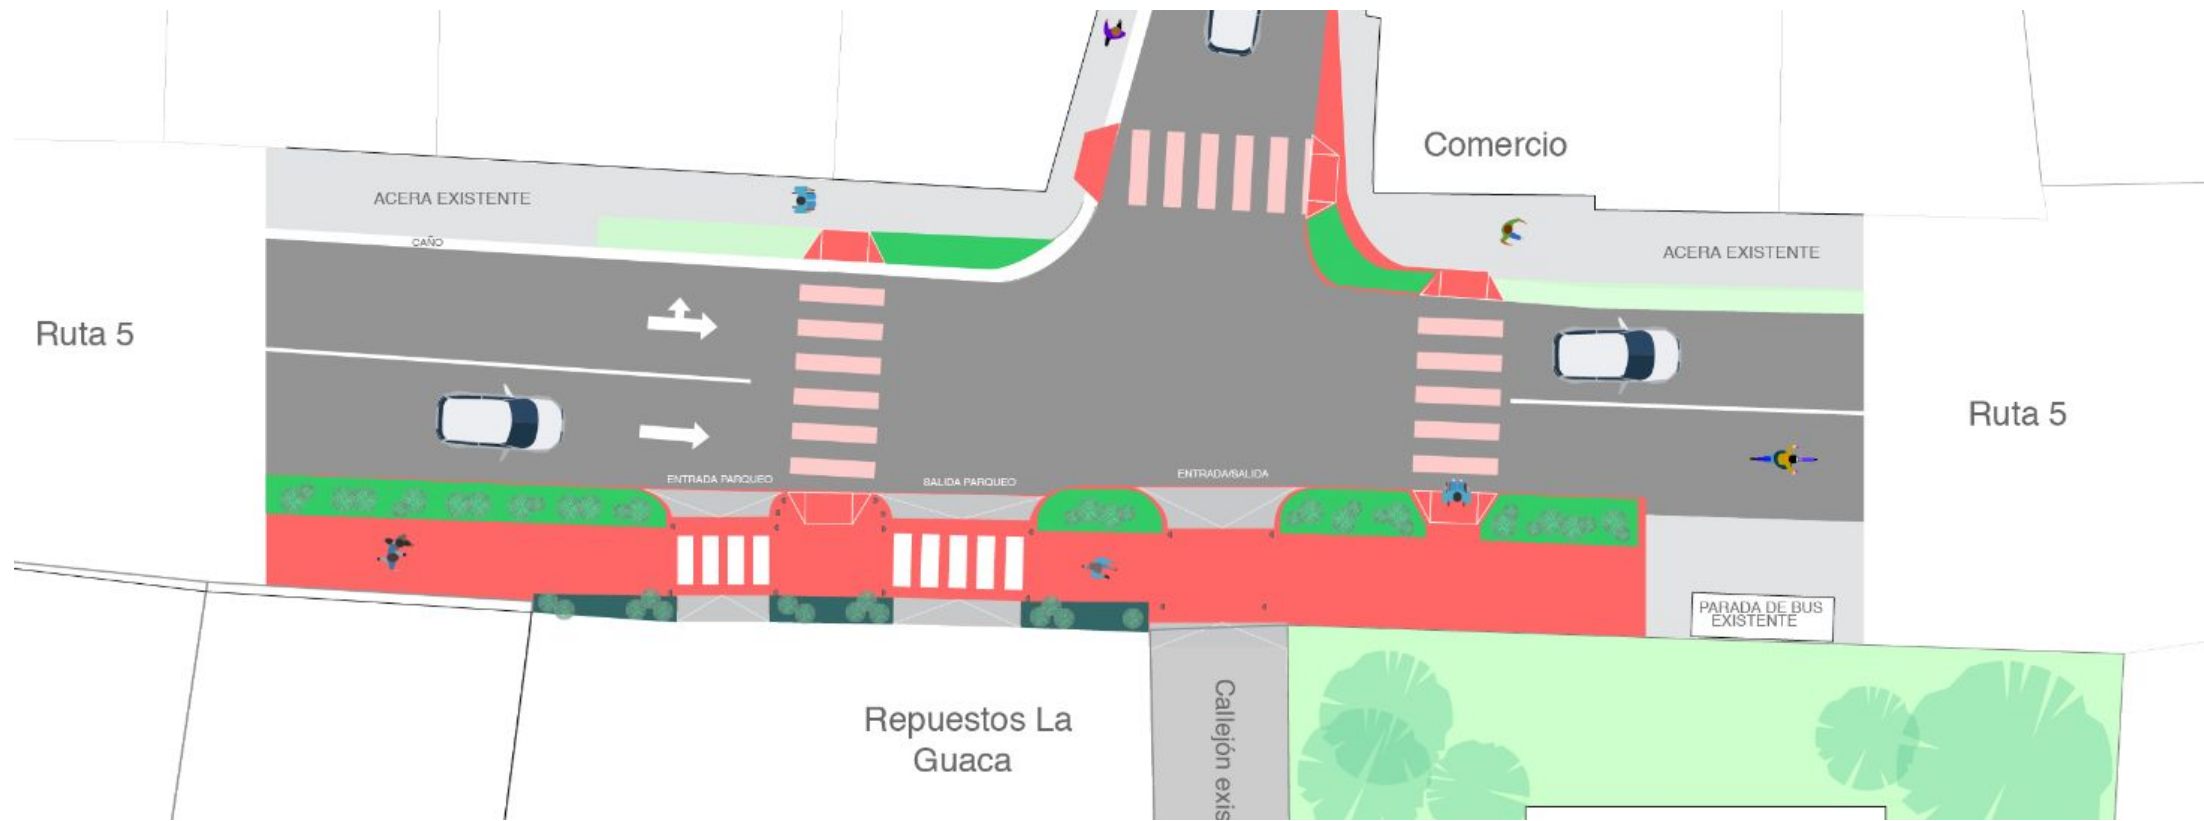 Comercio
ACERA EXISTENTE
CAÑO
ACERA EXISTENTE
Ruta 5
Ruta 5
ENTRADA PARQUEO
SALIDA PARQUEO
ENTRADA/SALIDA
PARADA DE BUS
EXISTENTE
Repuestos La
Guaca
Callejón exis